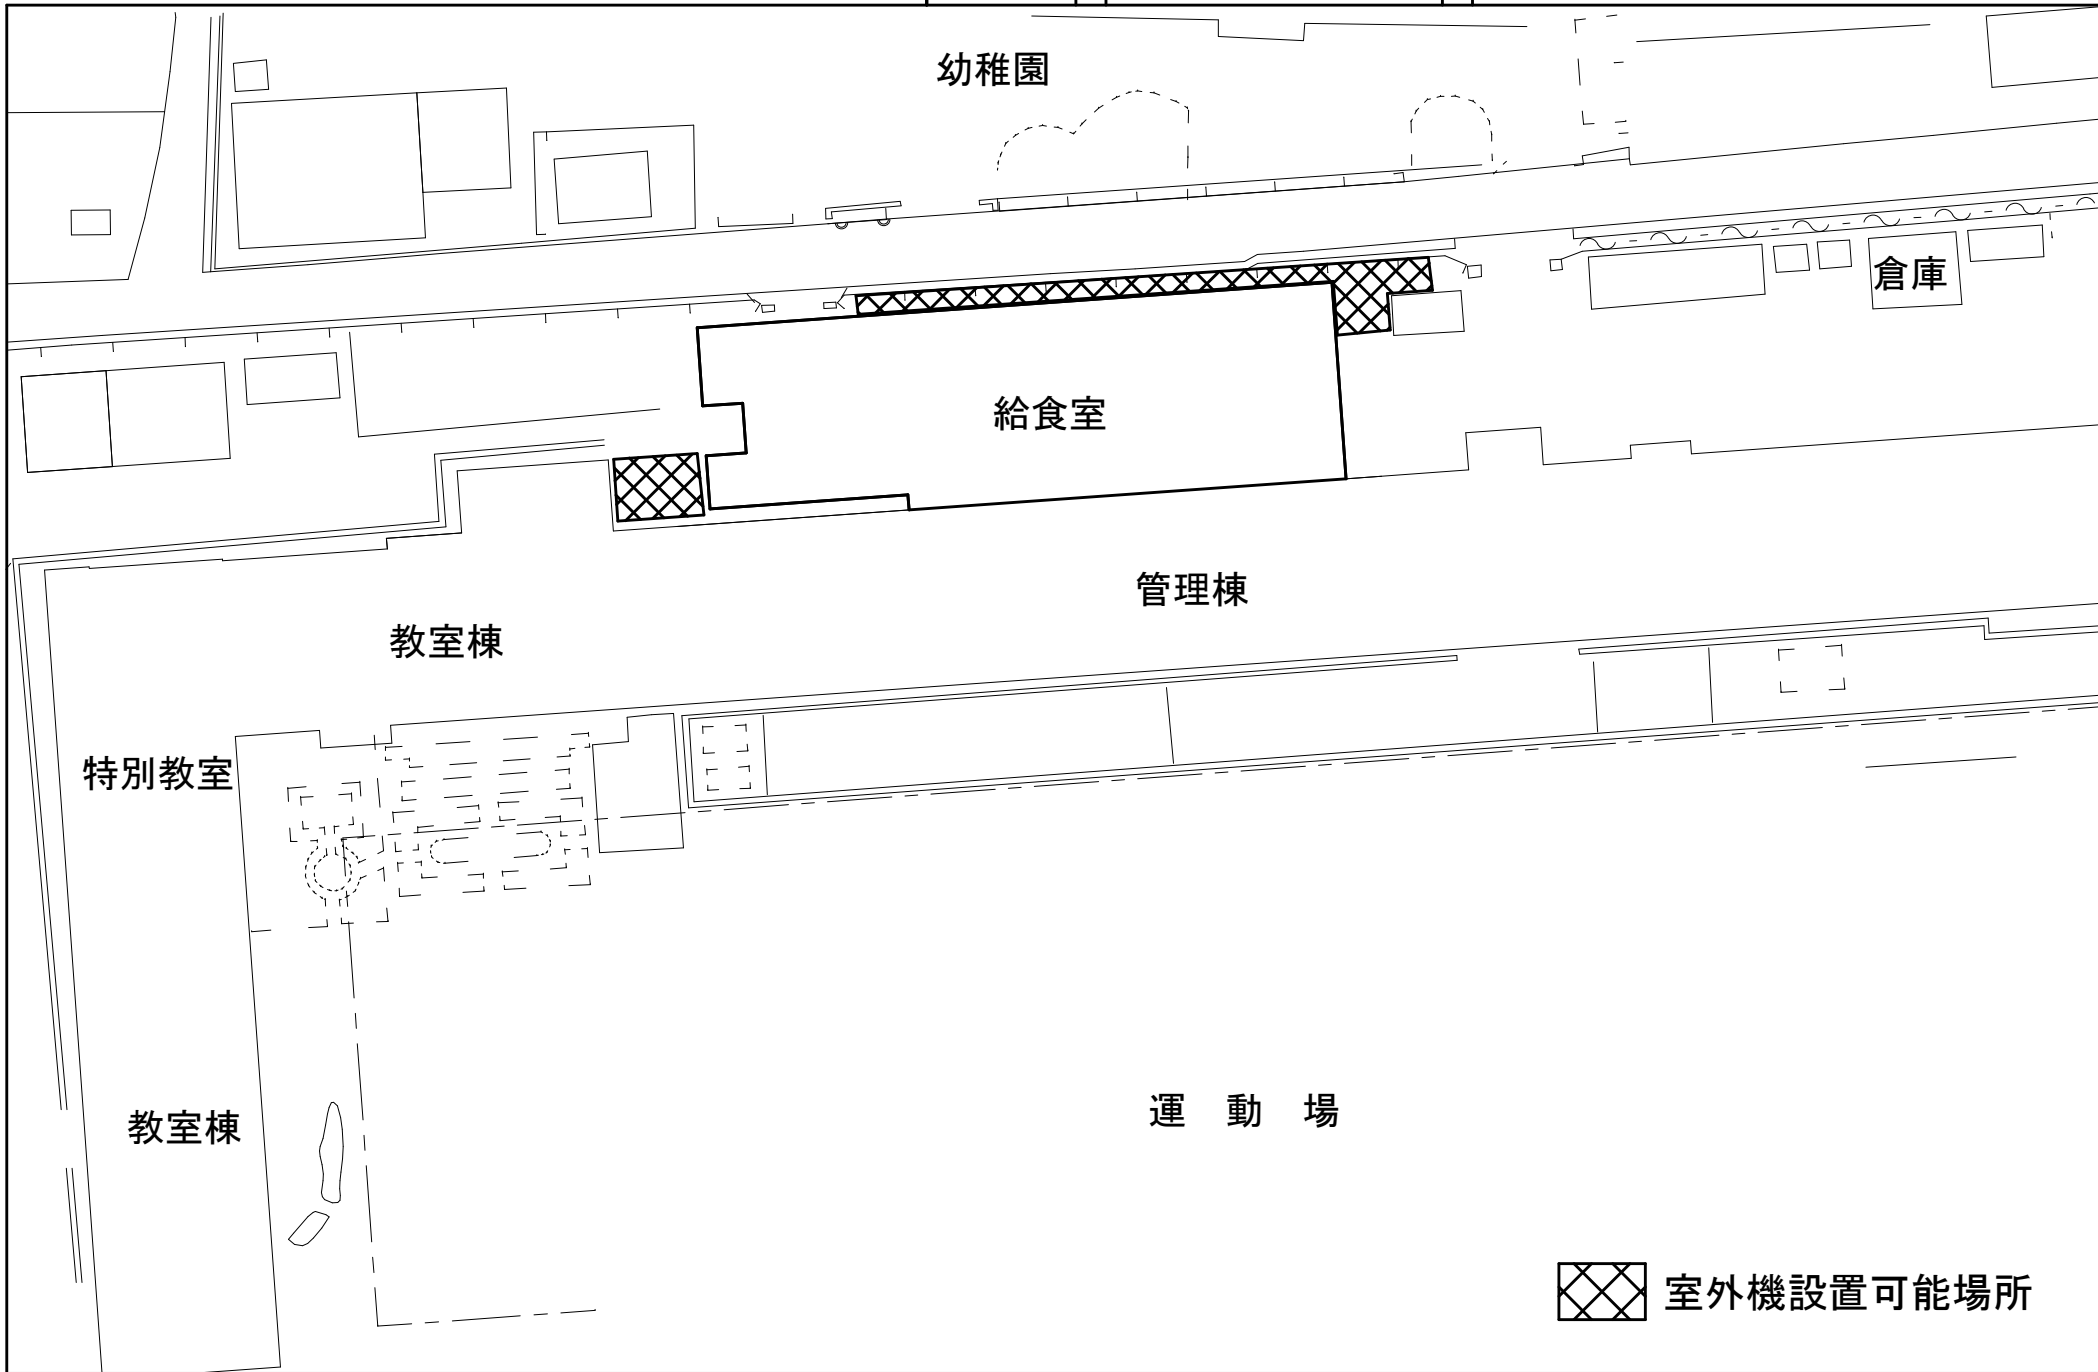 幼稚園
倉庫
給食室
管理棟
教室棟
特別教室
教室棟
運 動 場
室外機設置可能場所